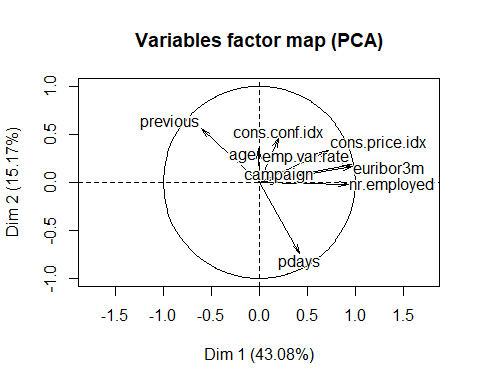 Variables factor map (PCA)
Dim 2 (15.17%)
1.0
0.5
0.0
-0.5
-1.0
previous
cons.conf.idx
cons.price.idx
age
emp.var.rate
euribor3m
campaign
nr.employed
pdays
-1.5 -1.0 -0.5 0.0 0.5 1.0 1.5
Dim 1 (43.08%)